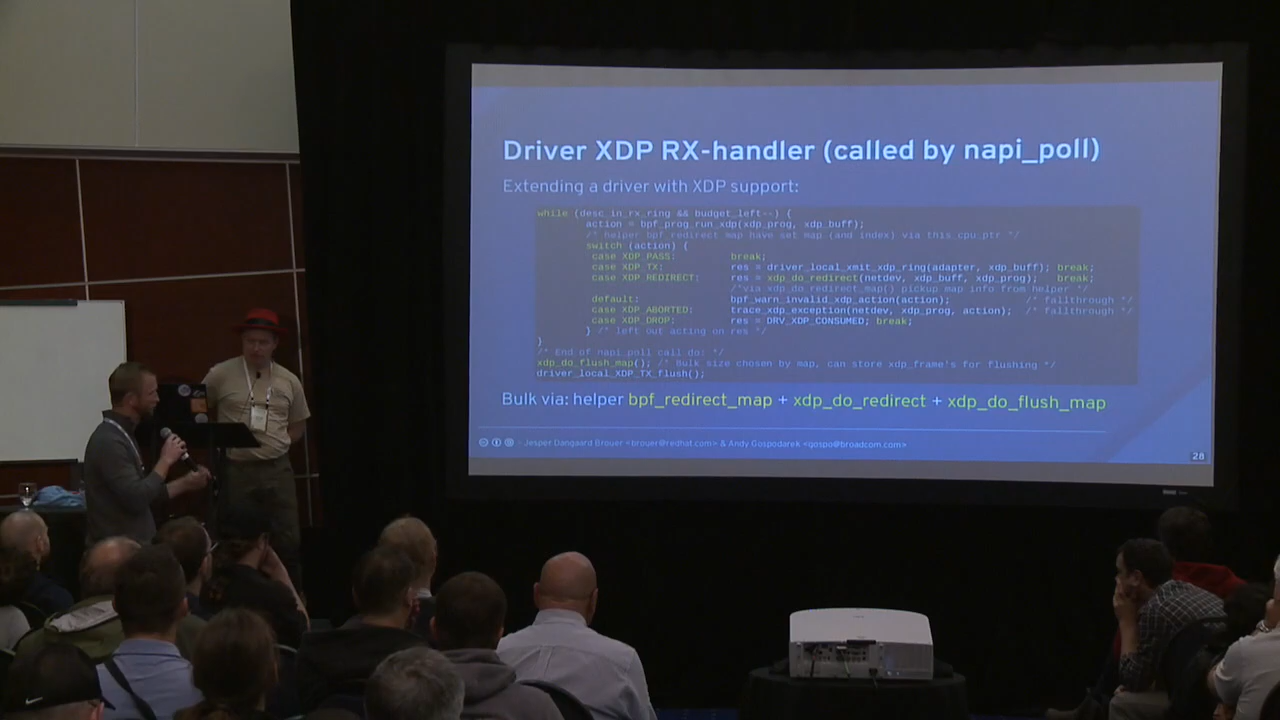 Driver XDP RX-handler (called by napi_poll)
Extending a driver with XDP support:
while (desc_in_rx_ring && budget_left--) {
action = bpf_prog_run_xdp(xdp_prog, xdp_buff);
/* helper bpf_redirect_map have set map (and index) via this_cpu_ptr */
switch (action) {
case XDP_PASS: break;
case XDP_TX: res = driver_local_xmit_xdp_ring(adapter, xdp_buff); break;
case XDP_REDIRECT: res = xdp_do_redirect(netdev, xdp_buff, xdp_prog); break;
/*via xdp_do_redirect_map() pickup map info from helper */
default: bpf_warn_invalid_xdp_action(action); /* fallthrough */
case XDP_ABORTED: trace_xdp_exception(netdev, xdp_prog, action); /* fallthrough */
case XDP_DROP: res = DRV_XDP_CONSUMED; break;
} /* left out acting on res */
}
/* End of napi_poll call do: */
xdp_do_flush_map(); /* Bulk size chosen by map, can store xdp_frame's for flushing */
driver_local_XDP_TX_flush();
Bulk via: helper bpf_redirect_map + xdp_do_redirect + xdp_do_flush_map
Jesper Dangaard Brouer <brouer@redhat.com> & Andy Gospodarek <gospo@broadcom.com>
28